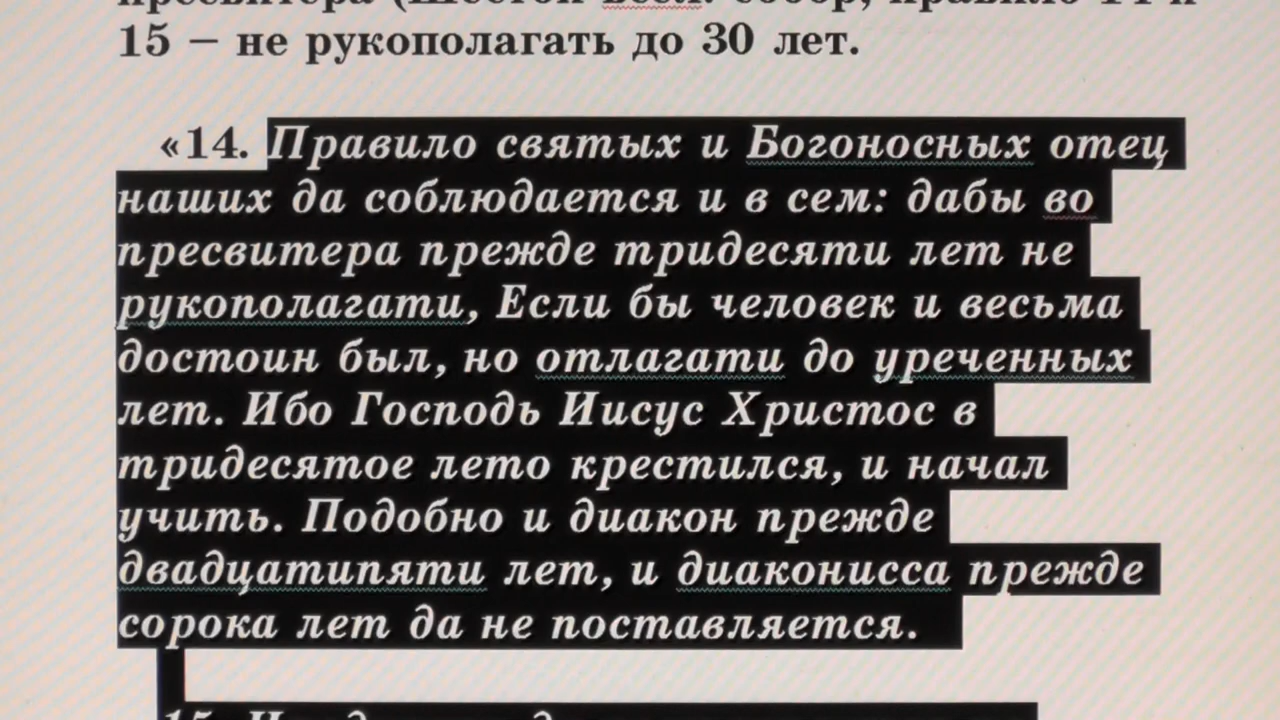 15 – не рукополагать до 30 лет.
«14. Правило святых и Богоносных отец
наших да соблюдается и в сем: дабы во
пресвитера прежде тридесяти лет не
рукополагати, Если бы человек и весьма
достоин был, но отлагати до уреченных
лет. Ибо Господь Иисус Христос в
тридесятое лето крестился, и начал
учить. Подобно и диакон прежде
двадцатипяти лет, и диаконисса прежде
сорока лет да не поставляется.